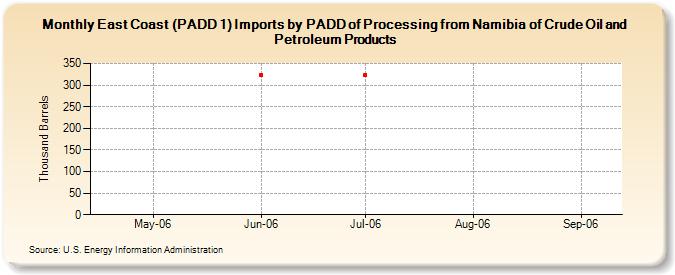 Monthly East Coast (PADD 1) Imports by PADD of Processing from Namibia of Crude Oil and
Petroleum Products
Thousand Barrels
350
300
250
200
150
100
50
0
May-06 Jun-06 Jul-06 Aug-06 Sep-06
Source: U.S. Energy Information Administration